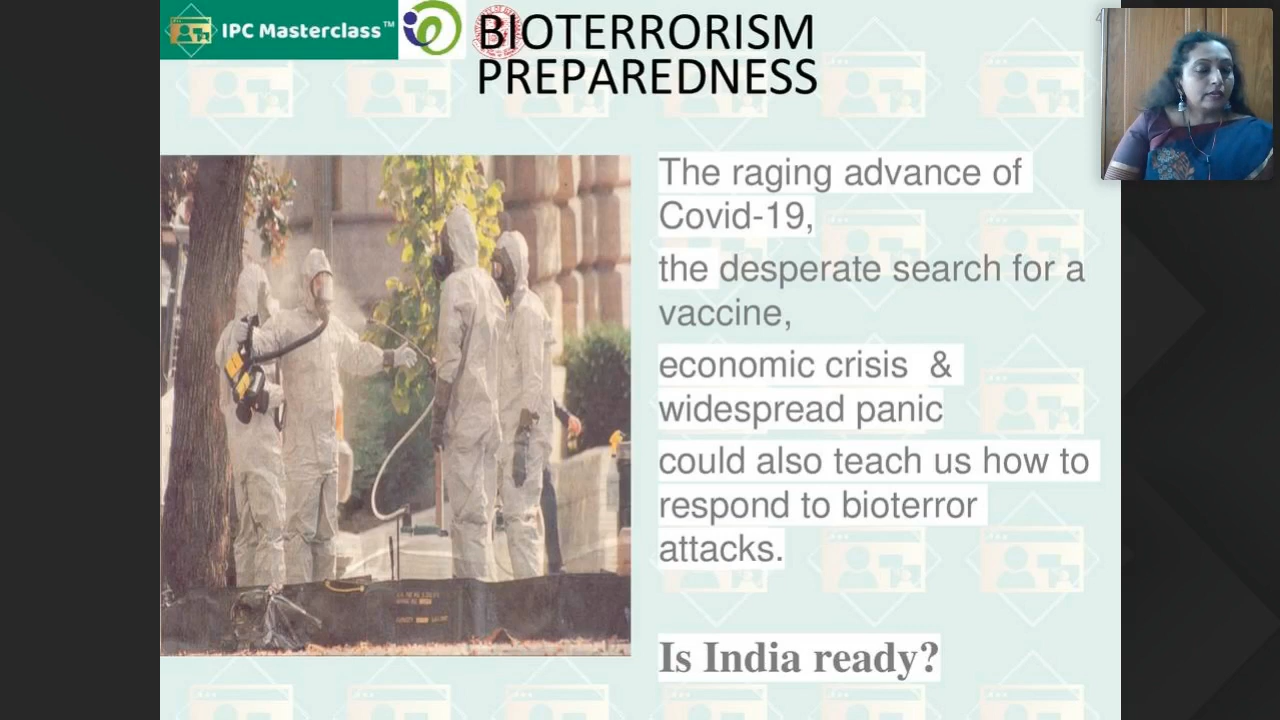 IPC Masterclass™
BIOTERRORISM
PREPAREDNESS
The raging advance of
Covid-19,
the desperate search for a
vaccine,
economic crisis &
widespread panic
could also teach us how to
respond to bioterror
attacks.
Is India ready?